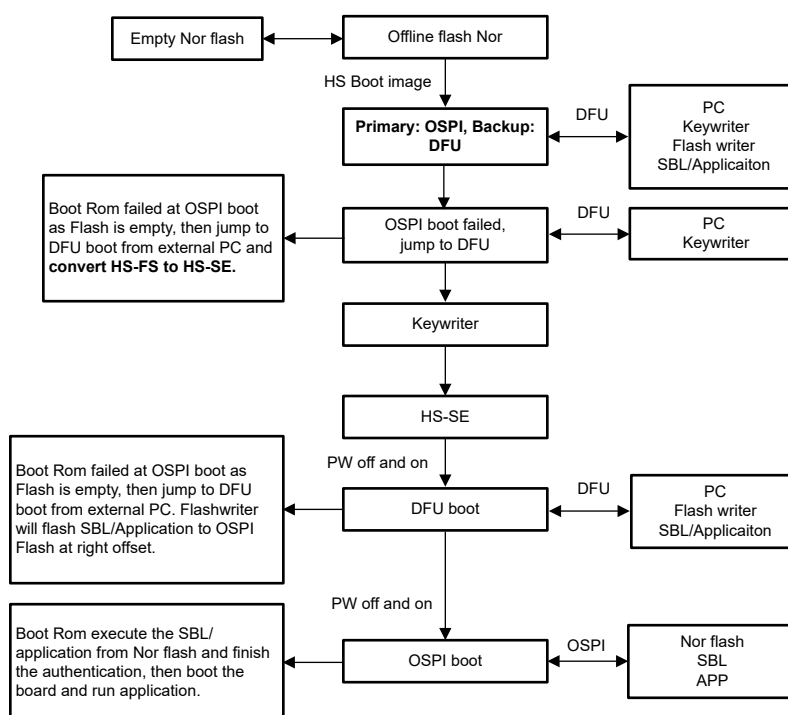 Empty Nor flash
Offline flash Nor
HS Boot image
Primary: OSPI, Backup:
DFU
DFU
PC
Keywriter
Flash writer
SBL/Applicaiton
Boot Rom failed at OSPI boot
as Flash is empty, then jump to
DFU boot from external PC and
convert HS-FS to HS-SE.
OSPI boot failed,
jump to DFU
DFU
PC
Keywriter
Keywriter
HS-SE
PW off and on
Boot Rom failed at OSPI boot as
Flash is empty, then jump to DFU
boot from external PC. Flashwriter
will flash SBL/Application to OSPI
Flash at right offset.
DFU boot
DFU
PC
Flash writer
SBL/Applicaiton
PW off and on
Boot Rom execute the SBL/
application from Nor flash and finish
the authentication, then boot the
board and run application.
OSPI boot
OSPI
Nor flash
SBL
APP